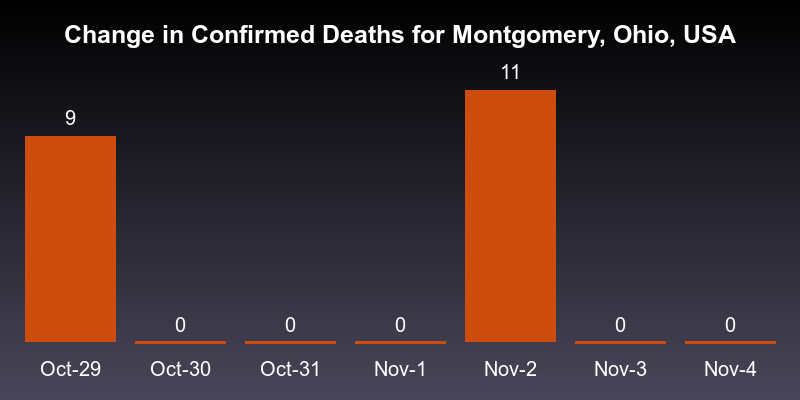 Change in Confirmed Deaths for Montgomery, Ohio, USA
11
9
0 0 0 0 0
Oct-29 Oct-30 Oct-31 Nov-1 Nov-2 Nov-3 Nov-4